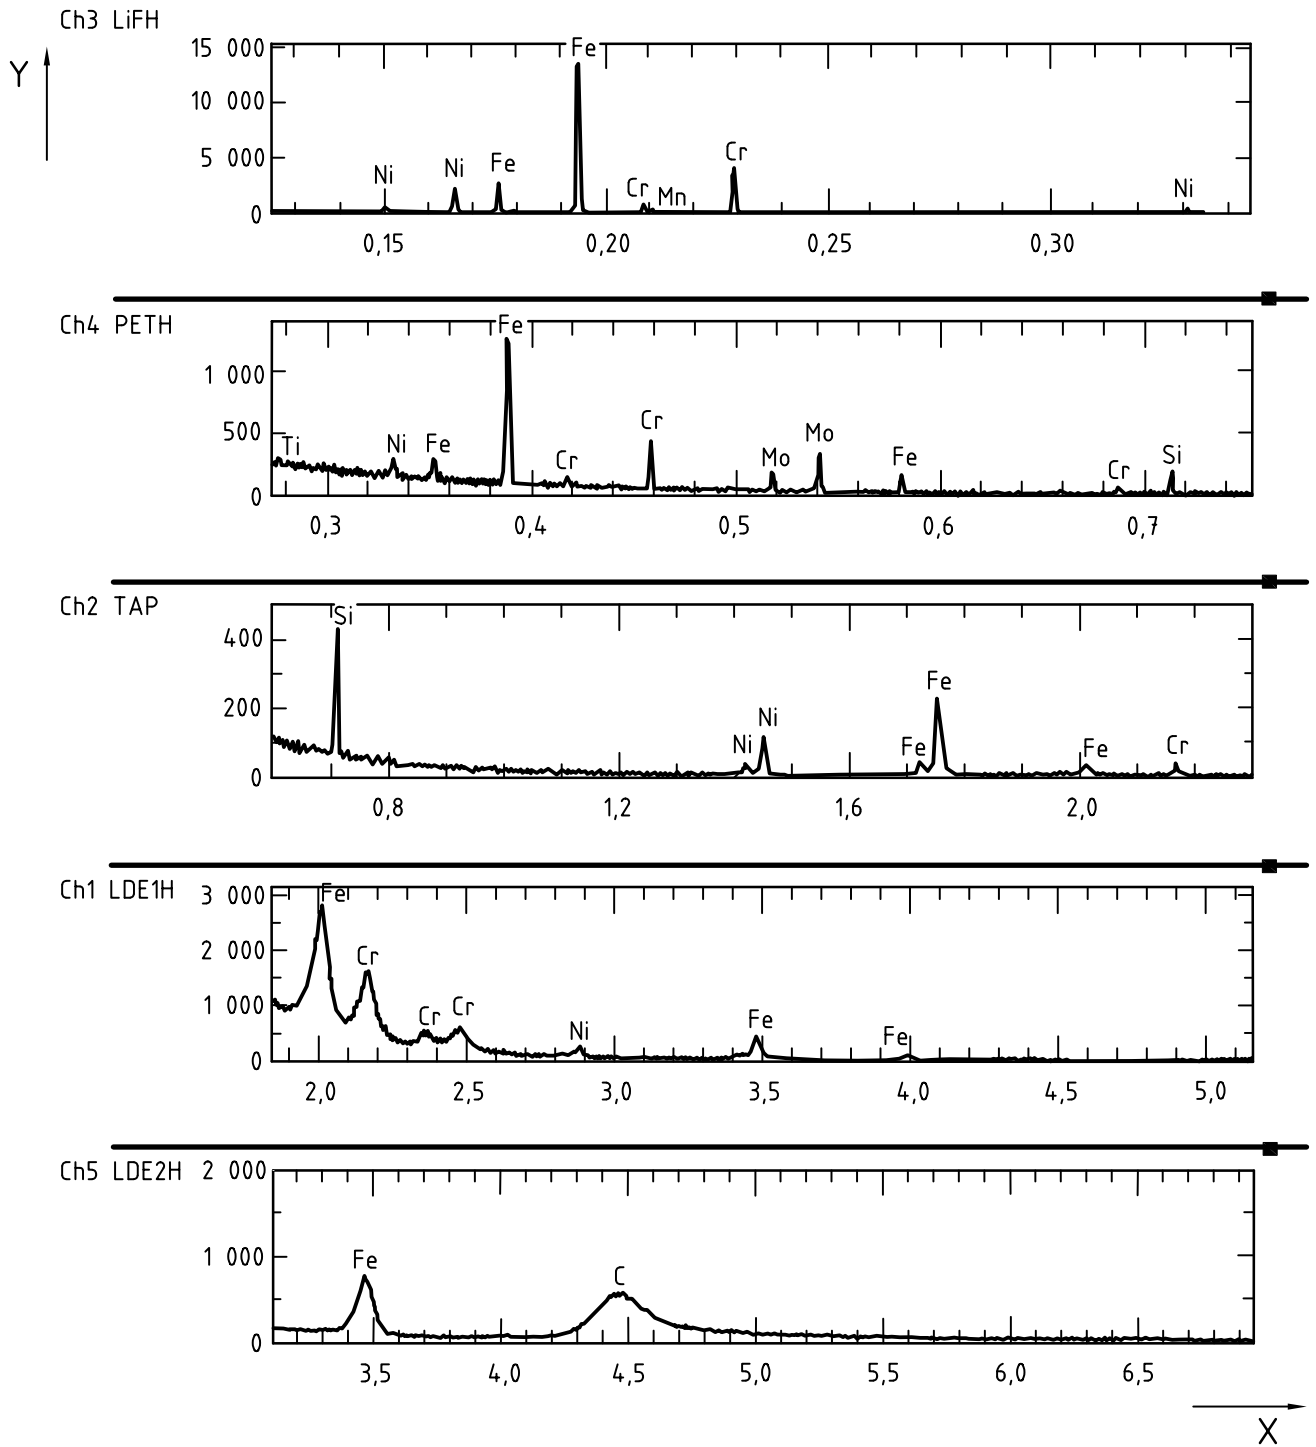 Ch3 LiFH
Y
15 000
10 000
5 000
0
Ni
Ni
Fe
Fe
Cr
Mn
Cr
Ni
0,15
0,20
0,25
0,30
Ch4 PETH
1 000
500
0
Ti
Ni
Fe
Fe
Cr
Cr
Mo
Mo
Fe
Cr
Si
0,3
0,4
0,5
0,6
0,7
Ch2 TAP
400
200
0
Si
Ni
Ni
Fe
Fe
Fe
Cr
0,8
1,2
1,6
2,0
Ch1 LDE1H
3 000
2 000
1 000
0
Fe
Cr
Cr
Cr
Ni
Fe
Fe
2,0
2,5
3,0
3,5
4,0
4,5
5,0
Ch5 LDE2H
2 000
1 000
0
Fe
C
3,5
4,0
4,5
5,0
5,5
6,0
6,5
X